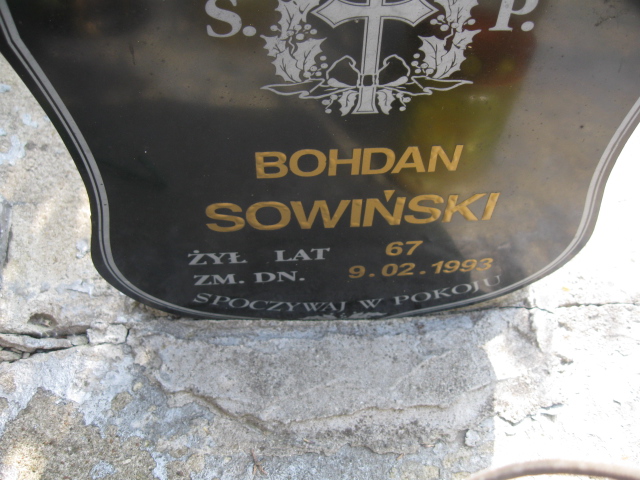 S. P.
BOHDAN
SOWIŃSKI
ŻYŁ LAT 67
ZM. DN. 9.02.1993
SPOCZYWAJ W POKOJU